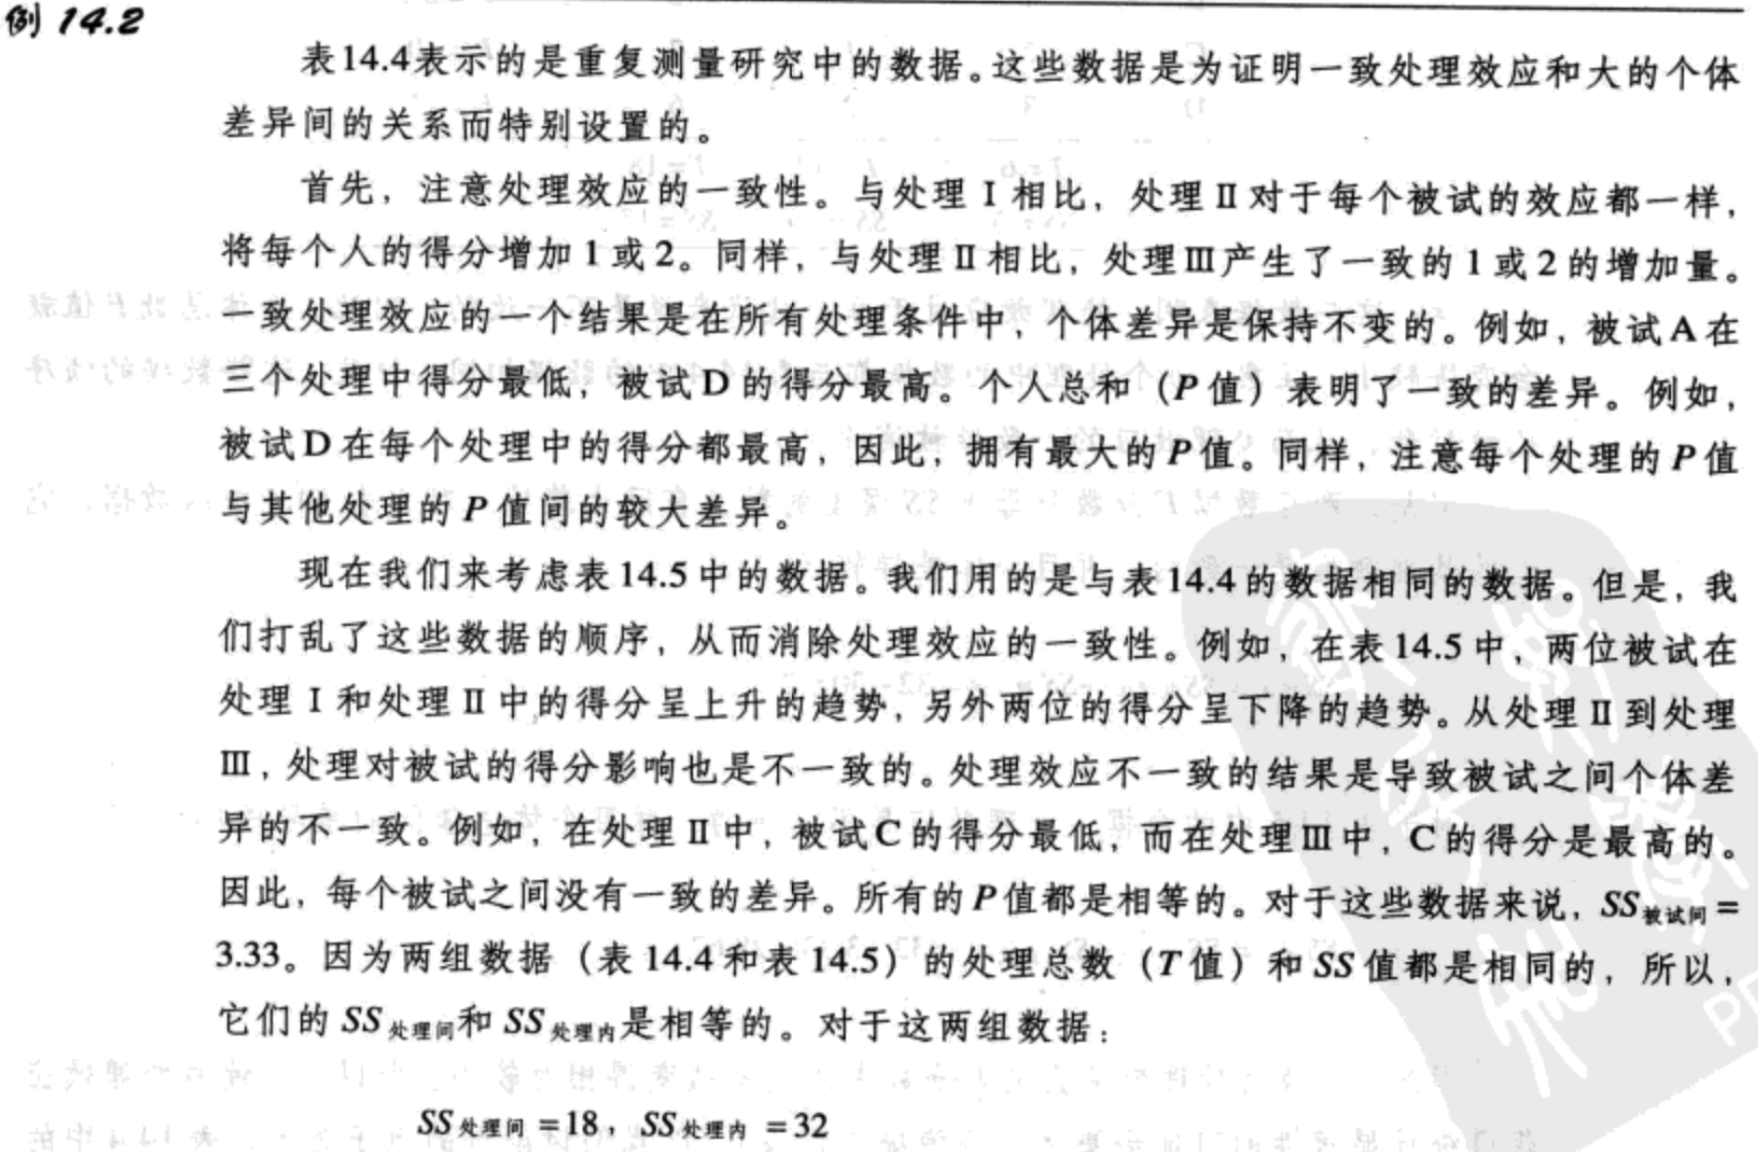 例 14.2
表14.4表示的是重复测量研究中的数据。这些数据是为证明一致处理效应和大的个体
差异间的关系而特别设置的。
首先，注意处理效应的一致性。与处理 I 相比，处理 II 对于每个被试的效应都一样，
将每个人的得分增加 1 或 2。同样，与处理 II 相比，处理III产生了一致的 1 或 2 的增加量。
一致处理效应的一个结果是在所有处理条件中，个体差异是保持不变的。例如，被试 A 在
三个处理中得分最低，被试 D 的得分最高。个人总和（P 值）表明了一致的差异。例如，
被试 D 在每个处理中的得分都最高，因此，拥有最大的 P 值。同样，注意每个处理的 P 值
与其他处理的 P 值间的较大差异。
现在我们来考虑表 14.5 中的数据。我们用的是与表 14.4 的数据相同的数据。但是，我
们打乱了这些数据的顺序，从而消除处理效应的一致性。例如，在表 14.5 中，两位被试在
处理 I 和处理 II 中的得分呈上升的趋势，另外两位的得分呈下降的趋势。从处理 II 到处理
III，处理对被试的得分影响也是不一致的。处理效应不一致的结果是导致被试之间个体差
异的不一致。例如，在处理 II 中，被试 C 的得分最低，而在处理 III 中，C 的得分是最高的。
因此，每个被试之间没有一致的差异。所有的 P 值都是相等的。对于这些数据来说，SS被试间 =
3.33。因为两组数据（表 14.4 和表 14.5）的处理总数（T 值）和 SS 值都是相同的，所以，
它们的 SS处理间和 SS处理内是相等的。对于这两组数据：
SS处理间 = 18，SS处理内 = 32